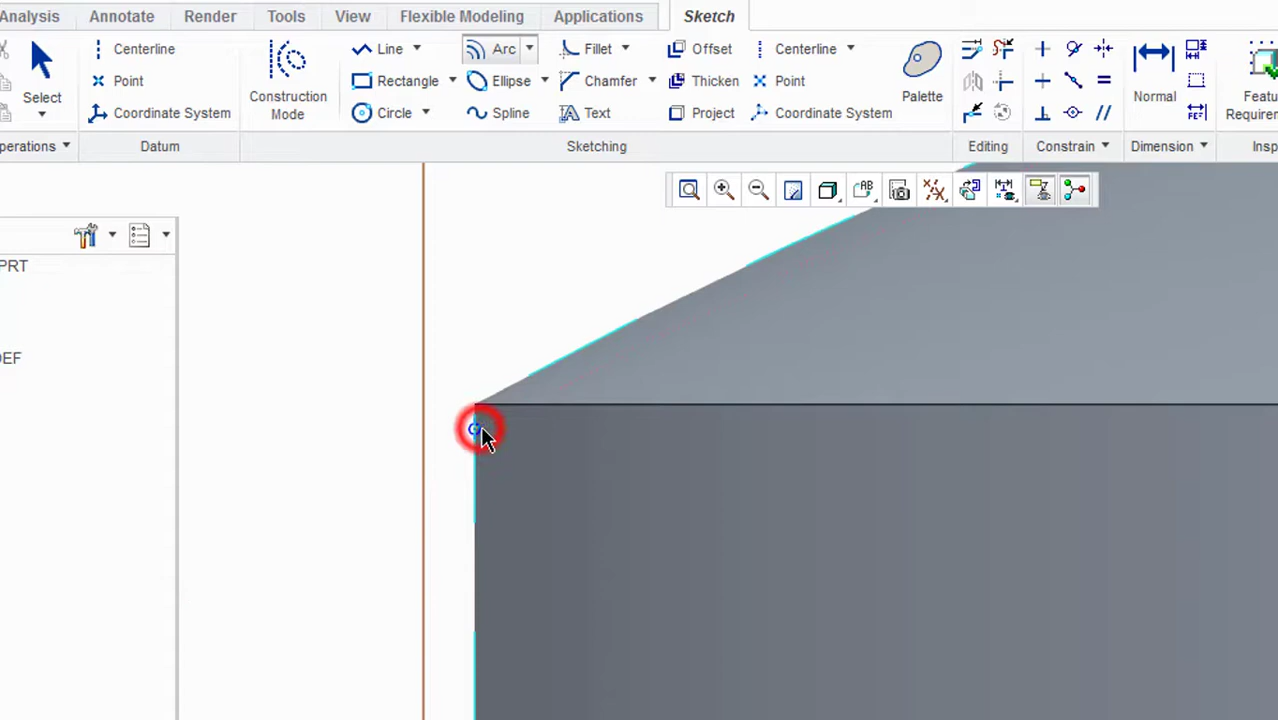 Analysis Annotate Render Tools View Flexible Modeling Applications Sketch
Centerline
Point
Coordinate System
Select
Construction
Mode
Line
Rectangle
Circle
Arc
Ellipse
Spline
Fillet
Chamfer
Text
Offset
Thicken
Project
Centerline
Point
Coordinate System
Palette
Normal
Featu
Requirem
perations Datum Sketching Editing Constrain Dimension Insp
PRT
DEF